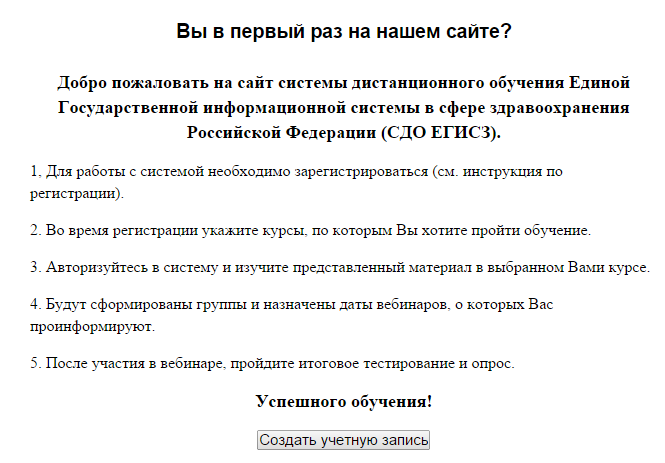 Вы в первый раз на нашем сайте?
Добро пожаловать на сайт системы дистанционного обучения Единой
Государственной информационной системы в сфере здравоохранения
Российской Федерации (СДО ЕГИСЗ).
1, Для работы с системой необходимо зарегистрироваться (см. инструкция по
регистрации).
2. Во время регистрации укажите курсы, по которым Вы хотите пройти обучение.
3. Авторизуйтесь в систему и изучите представленный материал в выбранном Вами курсе.
4. Будут сформированы группы и назначены даты вебинаров, о которых Вас
проинформируют.
5. После участия в вебинаре, пройдите итоговое тестирование и опрос.
Успешного обучения!
Создать учетную запись